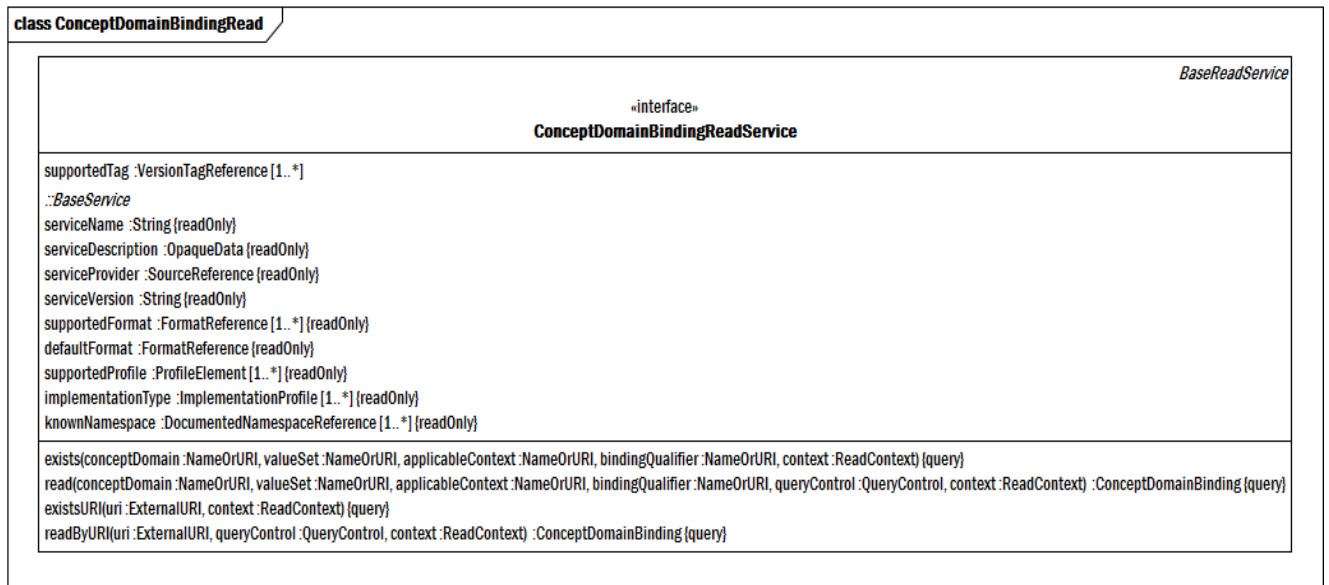 class ConceptDomainBindingRead
BaseReadService
«interface»
ConceptDomainBindingReadService
supportedTag :VersionTagReference [1..*]
::BaseService
serviceName :String {readOnly}
serviceDescription :OpaqueData {readOnly}
serviceProvider :SourceReference {readOnly}
serviceVersion :String {readOnly}
supportedFormat :FormatReference [1..*] {readOnly}
defaultFormat :FormatReference {readOnly}
supportedProfile :ProfileElement [1..*] {readOnly}
implementationType :ImplementationProfile [1..*] {readOnly}
knownNamespace :DocumentedNamespaceReference [1..*] {readOnly}
exists(conceptDomain :NameOrURI, valueSet :NameOrURI, applicableContext :NameOrURI, bindingQualifier :NameOrURI, context :ReadContext) {query}
read(conceptDomain :NameOrURI, valueSet :NameOrURI, applicableContext :NameOrURI, bindingQualifier :NameOrURI, queryControl :QueryControl, context :ReadContext) :ConceptDomainBinding {query}
existsURI(uri :ExternalURI, context :ReadContext) {query}
readByURI(uri :ExternalURI, queryControl :QueryControl, context :ReadContext) :ConceptDomainBinding {query}